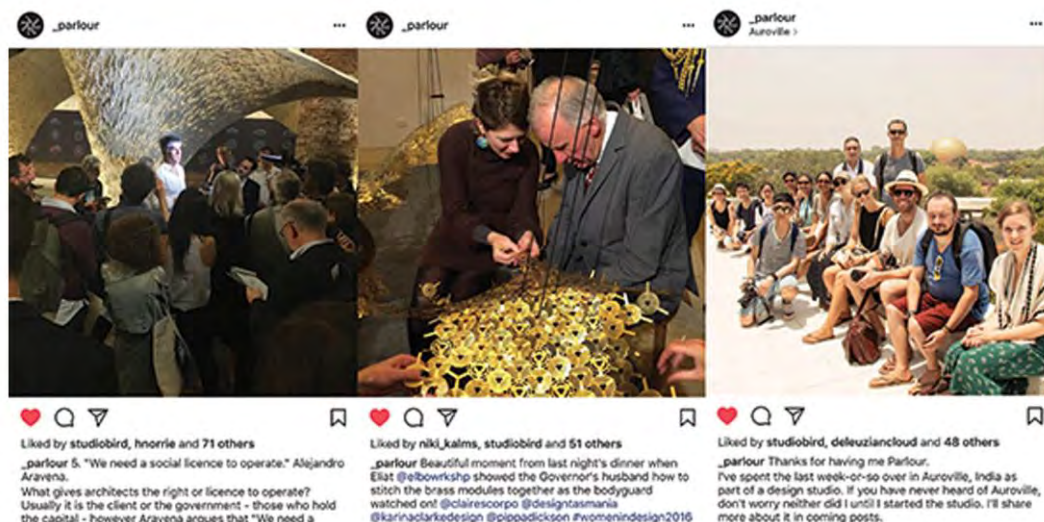 _parlour
Liked by studiobird, hnorrie and 71 others
_parlour 5. "We need a social licence to operate." Alejandro
Aravena.
What gives architects the right or licence to operate?
Usually it is the client or the government - those who hold
the capital - however Aravena argues that "We need a
_parlour
Liked by niki_kalms, studiobird and 51 others
_parlour Beautiful moment from last night's dinner when
Eliat @elbowrkshp showed the Governor's husband how to
stitch the brass modules together as the bodyguard
watched on! @clairescorpo @designtasmania
@karinaclarkedesign @pippadickson #womenindesign2016
_parlour
Auroville >
Liked by studiobird, deleuziancloud and 48 others
_parlour Thanks for having me Parlour.
I've spent the last week-or-so over in Auroville, India as
part of a design studio. If you have never heard of Auroville,
don't worry neither did I until I started the studio. I'll share
more about it in coming posts.